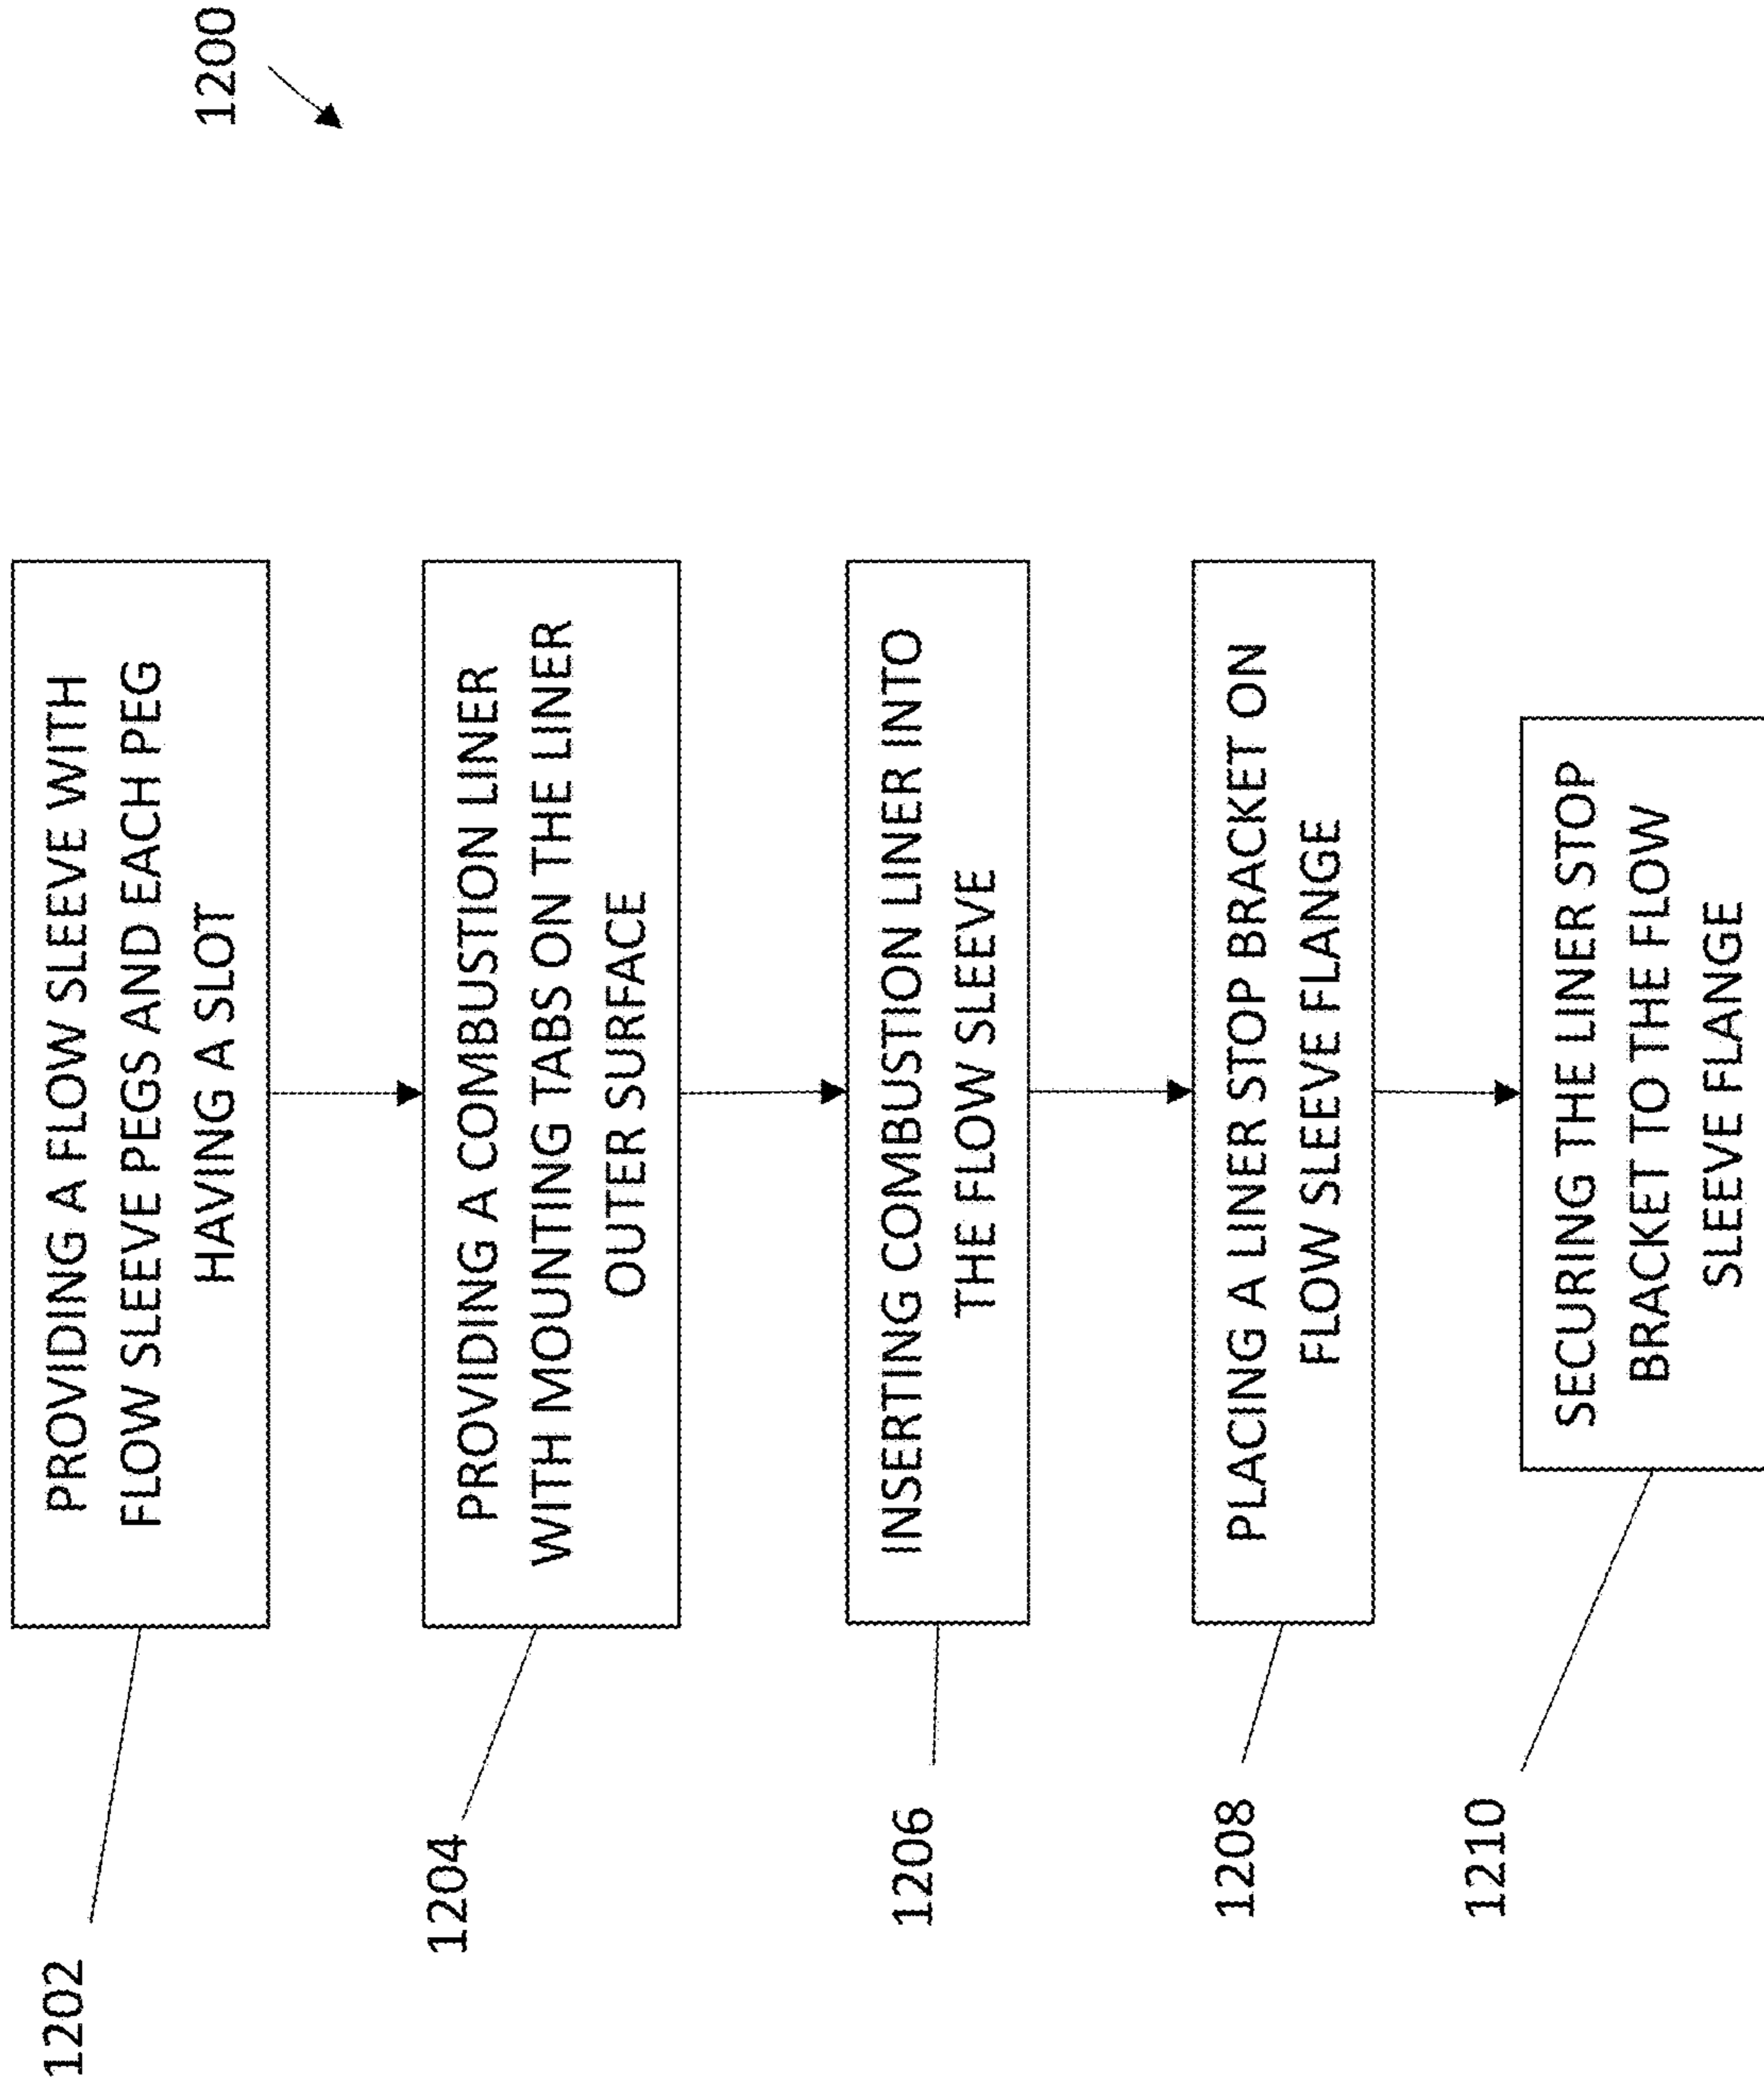 1200
1202
PROVIDING A FLOW SLEEVE WITH
FLOW SLEEVE PEGS AND EACH PEG
HAVING A SLOT
1204
PROVIDING A COMBUSTION LINER
WITH MOUNTING TABS ON THE LINER
OUTER SURFACE
1206
INSERTING COMBUSTION LINER INTO
THE FLOW SLEEVE
1208
PLACING A LINER STOP BRACKET ON
FLOW SLEEVE FLANGE
1210
SECURING THE LINER STOP
BRACKET TO THE FLOW
SLEEVE FLANGE